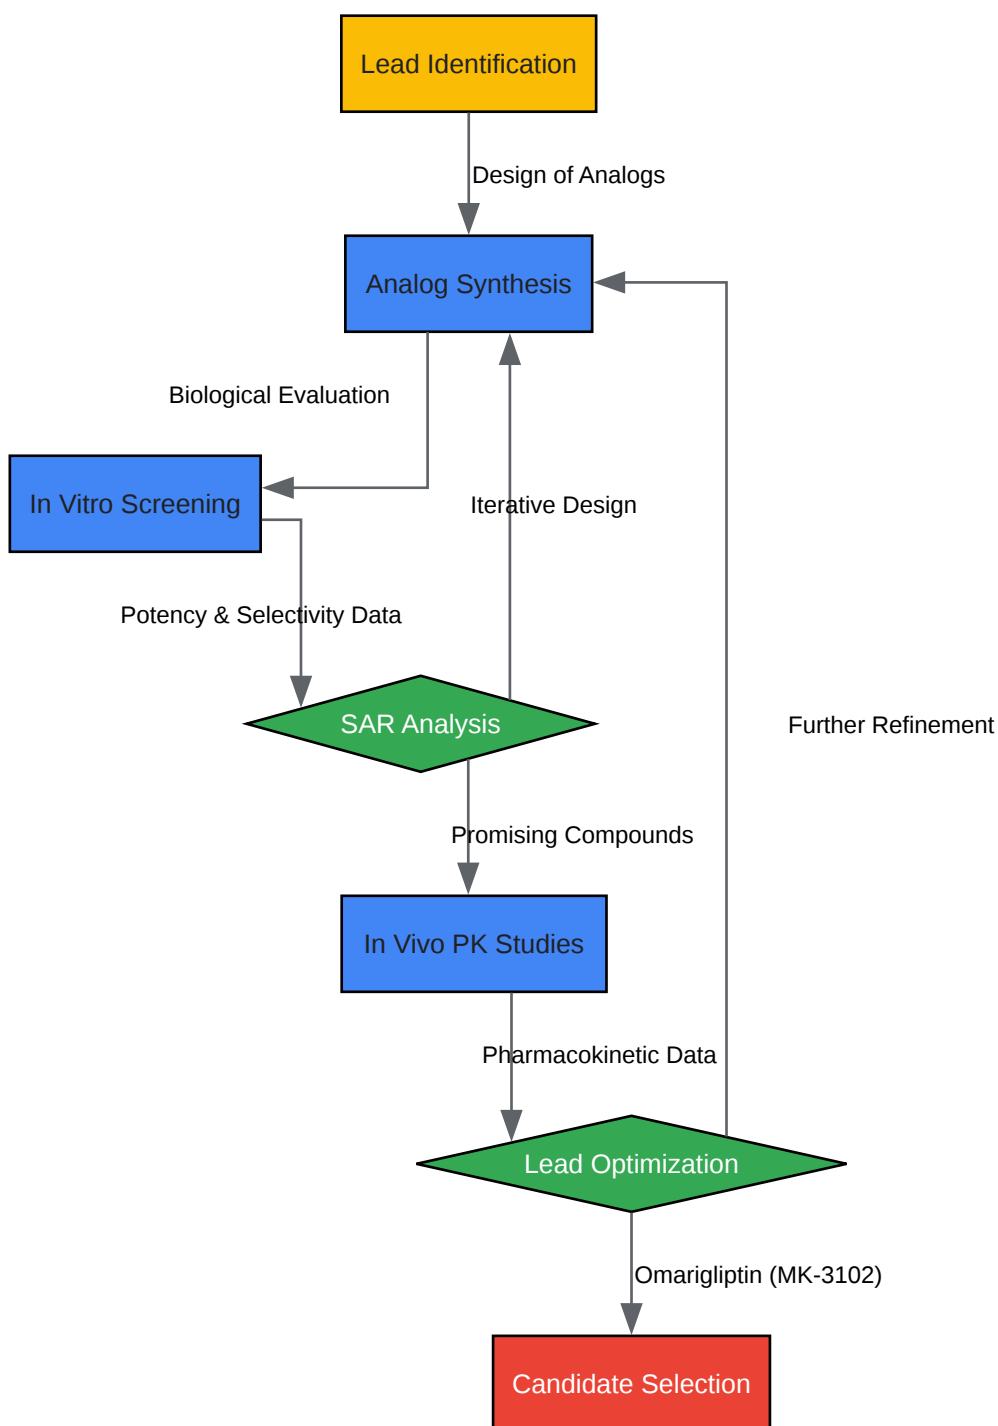 Lead Identification
Design of Analogs
Analog Synthesis
Biological Evaluation
In Vitro Screening
Iterative Design
Potency & Selectivity Data
SAR Analysis
Further Refinement
Promising Compounds
In Vivo PK Studies
Pharmacokinetic Data
Lead Optimization
Omarigliptin (MK-3102)
Candidate Selection